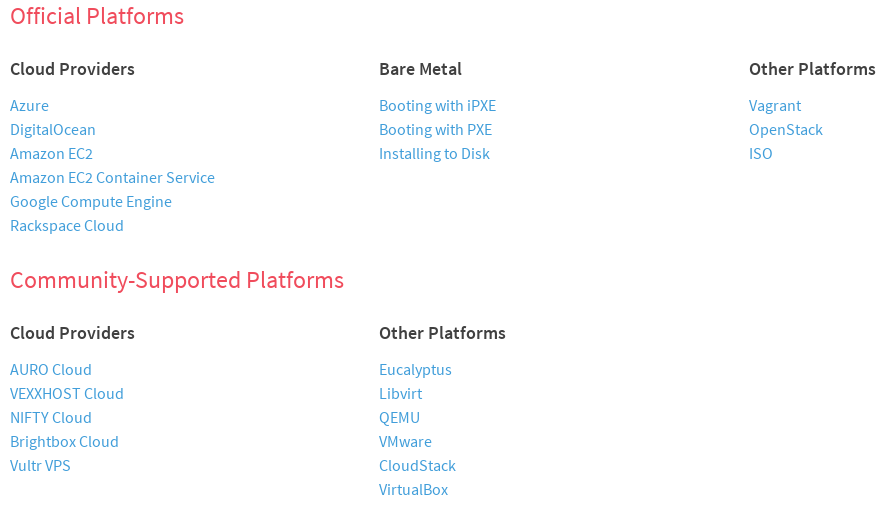 Official Platforms
Cloud Providers
Azure
DigitalOcean
Amazon EC2
Amazon EC2 Container Service
Google Compute Engine
Rackspace Cloud
Bare Metal
Booting with iPXE
Booting with PXE
Installing to Disk
Other Platforms
Vagrant
OpenStack
ISO
Community-Supported Platforms
Cloud Providers
AURO Cloud
VEXXHOST Cloud
NIFTY Cloud
Brightbox Cloud
Vultr VPS
Other Platforms
Eucalyptus
Libvirt
QEMU
VMware
CloudStack
VirtualBox